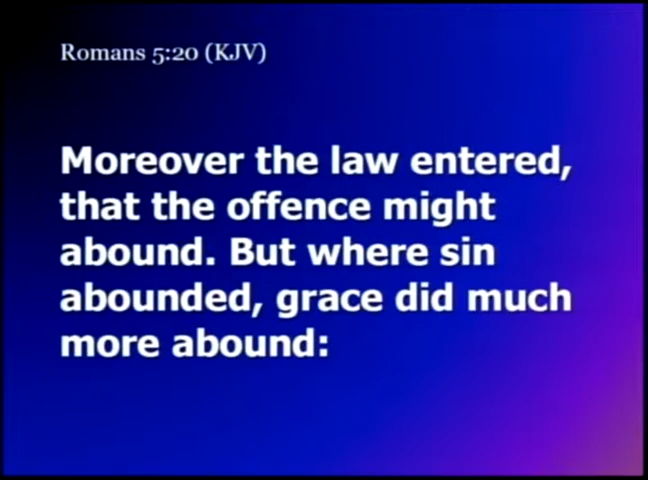 Romans 5:20 (KJV)
Moreover the law entered,
that the offence might
abound. But where sin
abounded, grace did much
more abound: